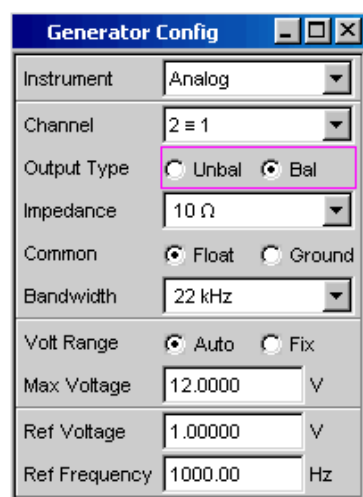 Generator Config
Instrument Analog
Channel 2 ≡ 1
Output Type Unbal Bal
Impedance 10 Ω
Common Float Ground
Bandwidth 22 kHz
Volt Range Auto Fix
Max Voltage 12.0000 V
Ref Voltage 1.00000 V
Ref Frequency 1000.00 Hz